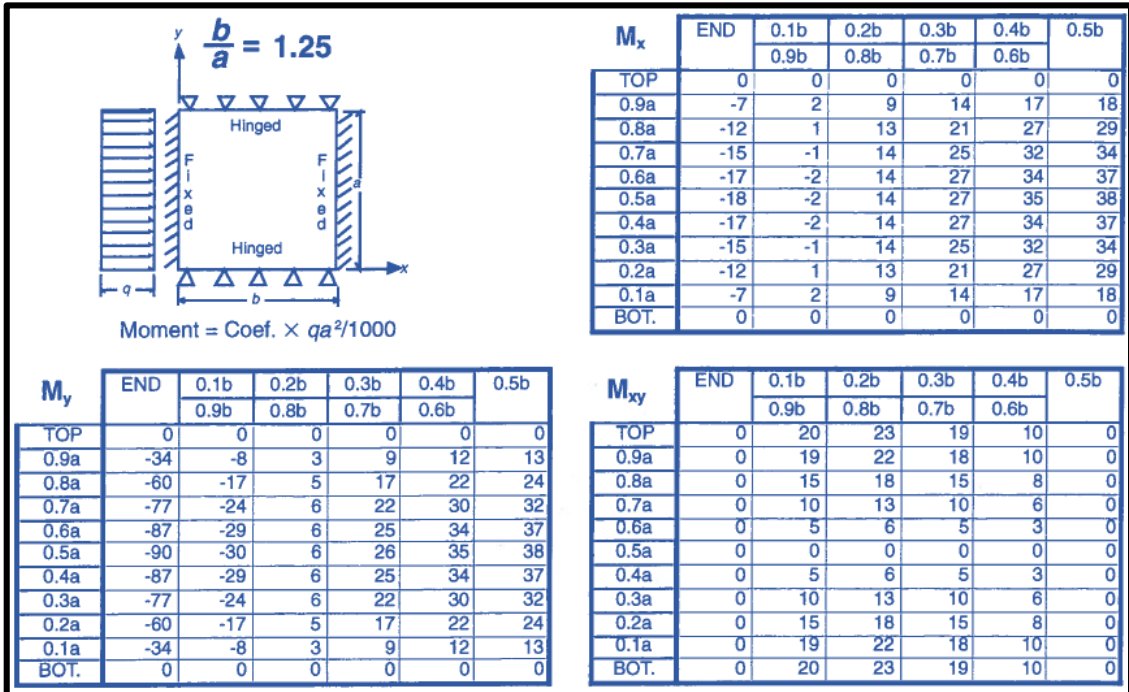 y
b/a = 1.25
Hinged
Fixed
Fixed
a
Hinged
x
q
b
Moment = Coef. × qa²/1000
Mx END 0.1b 0.2b 0.3b 0.4b 0.5b
0.9b 0.8b 0.7b 0.6b
TOP 0 0 0 0 0 0
0.9a -7 2 9 14 17 18
0.8a -12 1 13 21 27 29
0.7a -15 -1 14 25 32 34
0.6a -17 -2 14 27 34 37
0.5a -18 -2 14 27 35 38
0.4a -17 -2 14 27 34 37
0.3a -15 -1 14 25 32 34
0.2a -12 1 13 21 27 29
0.1a -7 2 9 14 17 18
BOT. 0 0 0 0 0 0
My END 0.1b 0.2b 0.3b 0.4b 0.5b
0.9b 0.8b 0.7b 0.6b
TOP 0 0 0 0 0 0
0.9a -34 -8 3 9 12 13
0.8a -60 -17 5 17 22 24
0.7a -77 -24 6 22 30 32
0.6a -87 -29 6 25 34 37
0.5a -90 -30 6 26 35 38
0.4a -87 -29 6 25 34 37
0.3a -77 -24 6 22 30 32
0.2a -60 -17 5 17 22 24
0.1a -34 -8 3 9 12 13
BOT. 0 0 0 0 0 0
Mxy END 0.1b 0.2b 0.3b 0.4b 0.5b
0.9b 0.8b 0.7b 0.6b
TOP 0 20 23 19 10 0
0.9a 0 19 22 18 10 0
0.8a 0 15 18 15 8 0
0.7a 0 10 13 10 6 0
0.6a 0 5 6 5 3 0
0.5a 0 0 0 0 0 0
0.4a 0 5 6 5 3 0
0.3a 0 10 13 10 6 0
0.2a 0 15 18 15 8 0
0.1a 0 19 22 18 10 0
BOT. 0 20 23 19 10 0